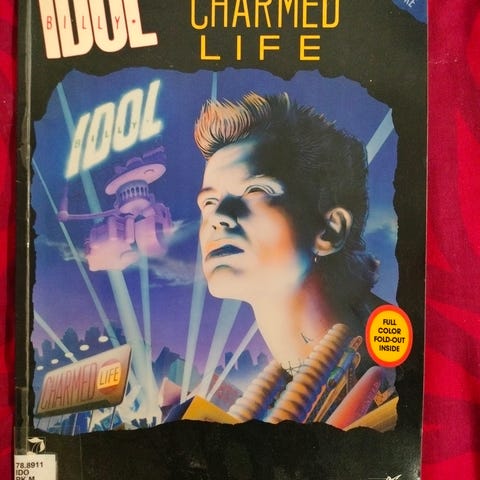 BILLY
IDOL
CHARMED
LIFE
BILLY
IDOL
FULL
COLOR
FOLD-OUT
INSIDE
CHARMED LIFE
78.8911
IDO